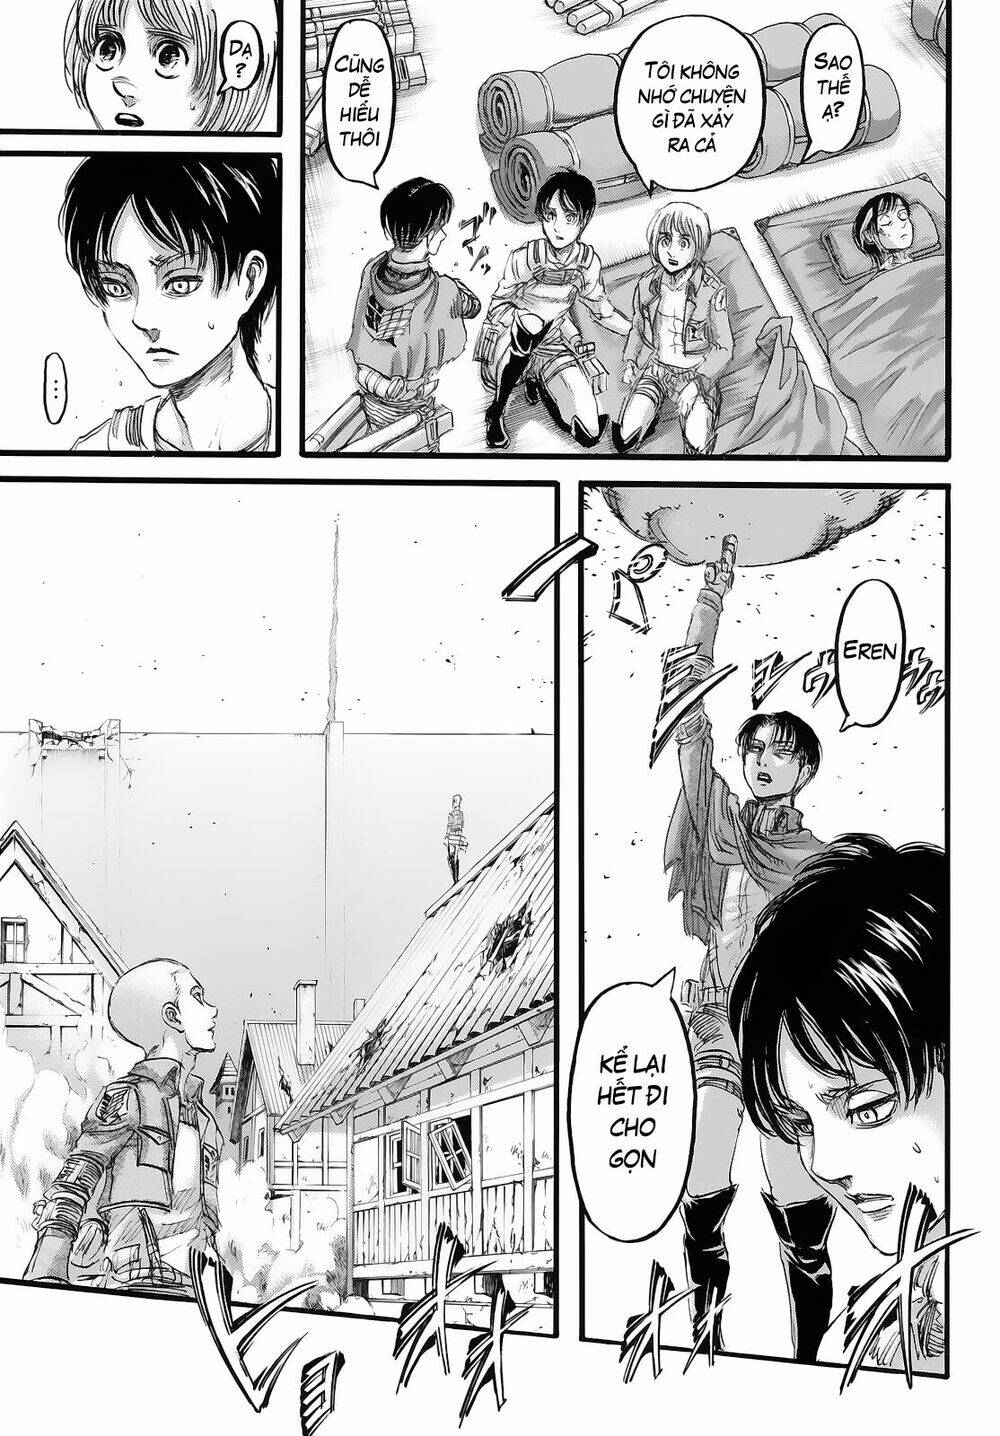 SAO
THẾ
Ạ?
TÔI KHÔNG
NHỚ CHUYỆN
GÌ ĐÃ XẢY
RA CẢ
CŨNG
DỄ
HIỂU
THÔI
DẠ
?
...
EREN
KỂ LẠI
HẾT ĐI
CHO
GỌN